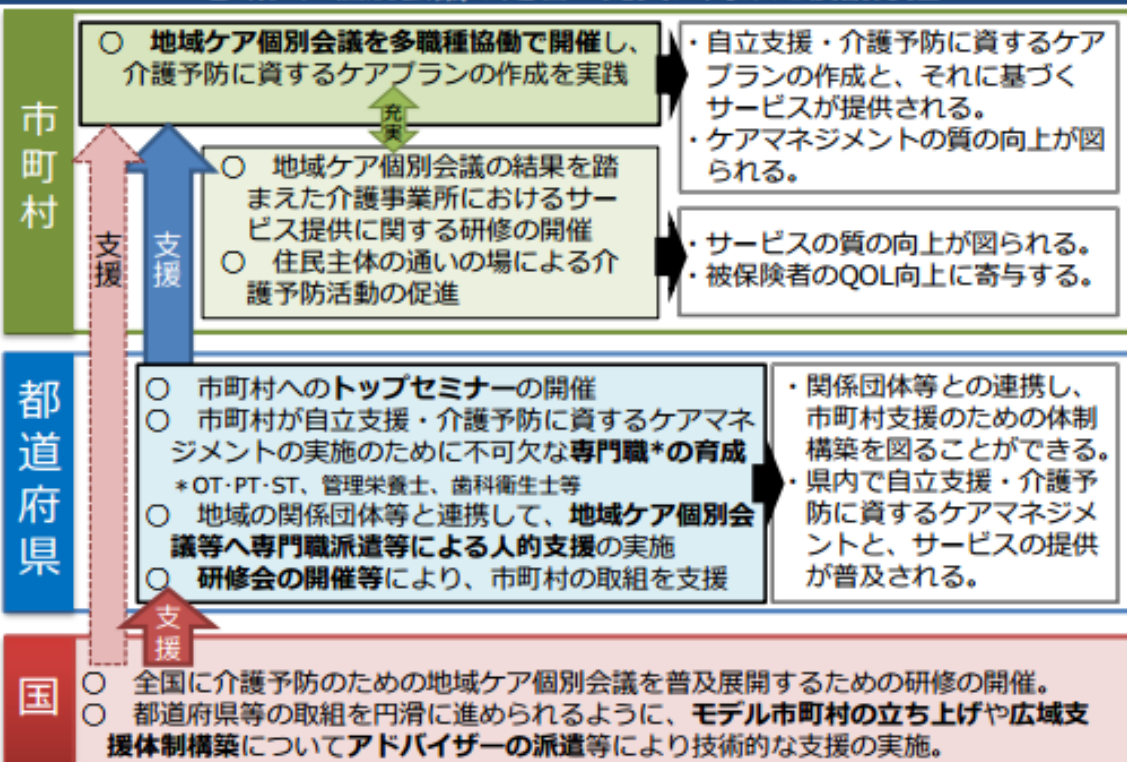 市町村
○ 地域ケア個別会議を多職種協働で開催し、
介護予防に資するケアプランの作成を実践
充実
○ 地域ケア個別会議の結果を踏
まえた介護事業所におけるサー
ビス提供に関する研修の開催
○ 住民主体の通いの場による介
護予防活動の促進
・自立支援・介護予防に資するケア
プランの作成と、それに基づく
サービスが提供される。
・ケアマネジメントの質の向上が図
られる。
・サービスの質の向上が図られる。
・被保険者のQOL向上に寄与する。
支援
支援
都道府県
○ 市町村へのトップセミナーの開催
○ 市町村が自立支援・介護予防に資するケアマネ
ジメントの実施のために不可欠な専門職*の育成
*OT・PT・ST、管理栄養士、歯科衛生士等
○ 地域の関係団体等と連携して、地域ケア個別会
議等へ専門職派遣等による人的支援の実施
○ 研修会の開催等により、市町村の取組を支援
・関係団体等との連携し、
市町村支援のための体制
構築を図ることができる。
・県内で自立支援・介護予
防に資するケアマネジメ
ントと、サービスの提供
が普及される。
支援
国
○ 全国に介護予防のための地域ケア個別会議を普及展開するための研修の開催。
○ 都道府県等の取組を円滑に進められるように、モデル市町村の立ち上げや広域支
援体制構築についてアドバイザーの派遣等により技術的な支援の実施。